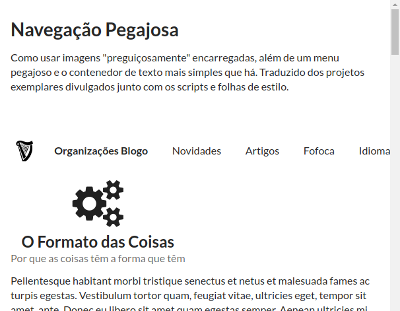 Navegação Pegajosa
Como usar imagens "preguiçosamente" encarregadas, além de um menu
pegajoso e o contenedor de texto mais simples que há. Traduzido dos projetos
exemplares divulgados junto com os scripts e folhas de estilo.
Organizações Blogo Novidades Artigos Fofoca Idioma
O Formato das Coisas
Por que as coisas têm a forma que têm
Pellentesque habitant morbi tristique senectus et netus et malesuada fames ac
turpis egestas. Vestibulum tortor quam, feugiat vitae, ultricies eget, tempor sit
amet, ante. Donec eu libero sit amet quam egestas semper. Aenean ultricies mi